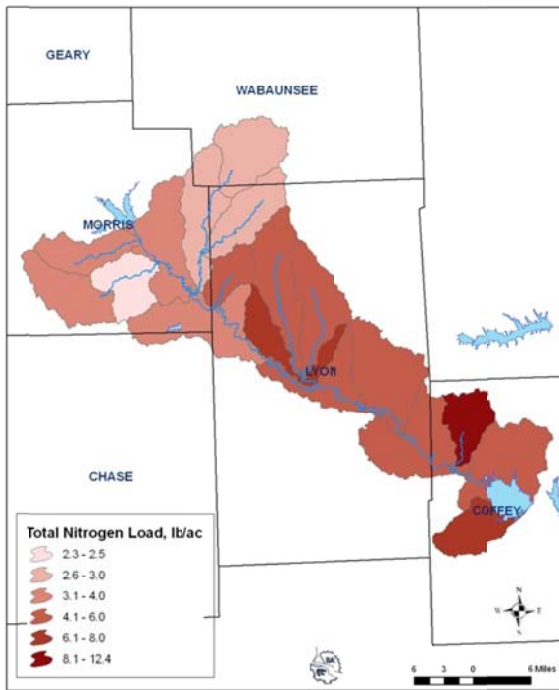 GEARY
WABAUNSEE
MORRIS
LYON
CHASE
COFFEY
Total Nitrogen Load, lb/ac
2.3 - 2.5
2.6 - 3.0
3.1 - 4.0
4.1 - 6.0
6.1 - 8.0
8.1 - 12.4
N
W
E
S
6 3 0 6 Miles